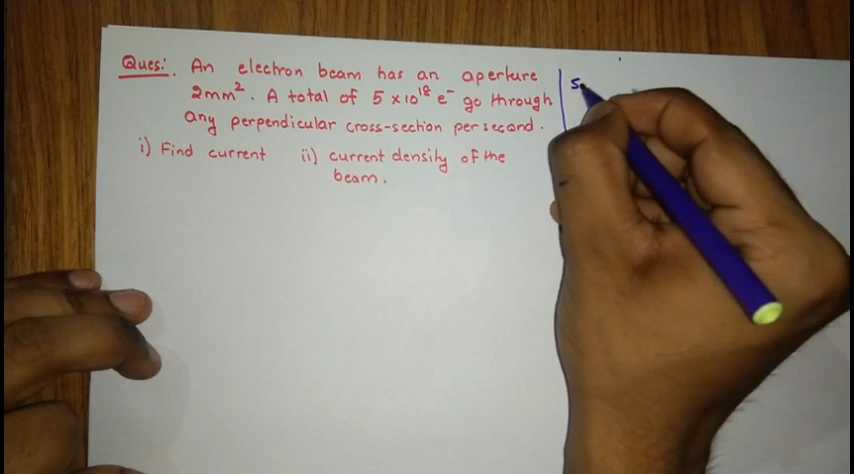 Ques:. An electron beam has an aperture
2mm². A total of 5 ×10¹⁸ e⁻ go through
any perpendicular cross-section per second.
i) Find current ii) current density of the
beam.
S